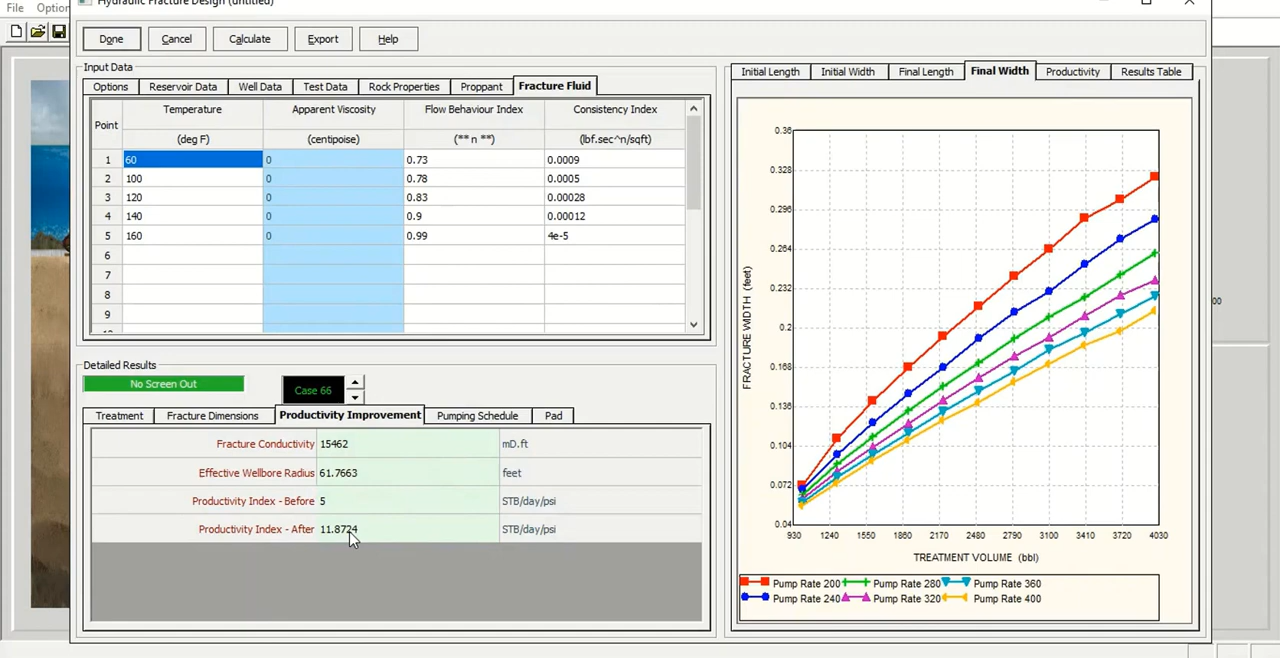 File Option
Hydraulic Fracture Design (untitled)
Done Cancel Calculate Export Help
Input Data
Options Reservoir Data Well Data Test Data Rock Properties Proppant Fracture Fluid
Point Temperature Apparent Viscosity Flow Behaviour Index Consistency Index
(deg F) (centipoise) (** n **) (lbf.sec^n/sqft)
1 60 0 0.73 0.0009
2 100 0 0.78 0.0005
3 120 0 0.83 0.00028
4 140 0 0.9 0.00012
5 160 0 0.99 4e-5
6
7
8
9
Detailed Results
No Screen Out Case 66
Treatment Fracture Dimensions Productivity Improvement Pumping Schedule Pad
Fracture Conductivity 15462 mD.ft
Effective Wellbore Radius 61.7663 feet
Productivity Index - Before 5 STB/day/psi
Productivity Index - After 11.8724 STB/day/psi
Initial Length Initial Width Final Length Final Width Productivity Results Table
0.36
0.328
0.296
0.264
0.232
0.2
0.168
0.136
0.104
0.072
0.04
FRACTURE WIDTH (feet)
930 1240 1550 1860 2170 2480 2790 3100 3410 3720 4030
TREATMENT VOLUME (bbl)
Pump Rate 200 Pump Rate 280 Pump Rate 360
Pump Rate 240 Pump Rate 320 Pump Rate 400
00